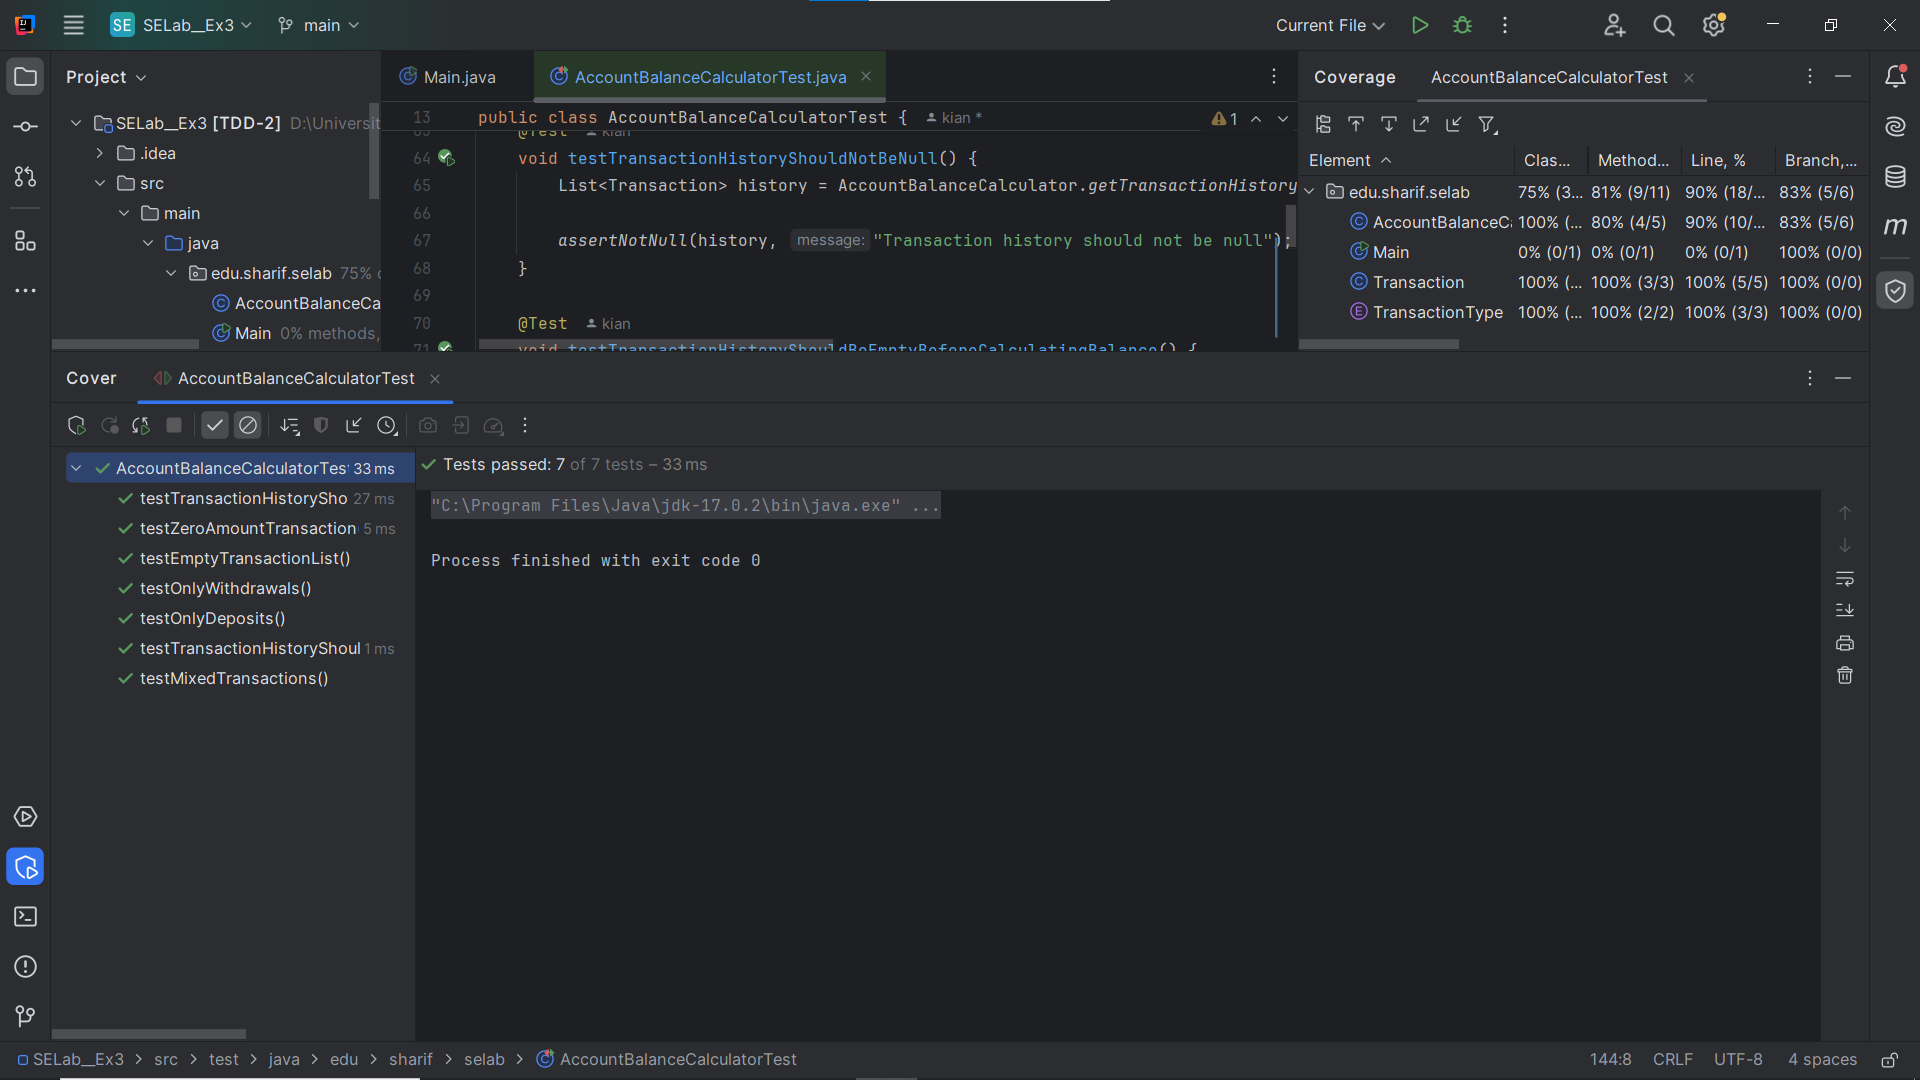 SE SELab__Ex3 main Current File
Project
SELab__Ex3 [TDD-2] D:\Universit
.idea
src
main
java
edu.sharif.selab 75%
AccountBalanceCa
Main 0% methods,
Main.java AccountBalanceCalculatorTest.java
13 public class AccountBalanceCalculatorTest { kian *
1
@Test kian
64 void testTransactionHistoryShouldNotBeNull() {
65 List<Transaction> history = AccountBalanceCalculator.getTransactionHistory
66
67 assertNotNull(history, message: "Transaction history should not be null");
68 }
69
70 @Test kian
71 void testTransactionHistoryShouldBeEmptyBeforeCalculatingBalance() {
Coverage AccountBalanceCalculatorTest
Element Clas... Method... Line, % Branch,...
edu.sharif.selab 75% (3... 81% (9/11) 90% (18/... 83% (5/6)
AccountBalanceC 100% (... 80% (4/5) 90% (10/... 83% (5/6)
Main 0% (0/1) 0% (0/1) 0% (0/1) 100% (0/0)
Transaction 100% (... 100% (3/3) 100% (5/5) 100% (0/0)
TransactionType 100% (... 100% (2/2) 100% (3/3) 100% (0/0)
Cover AccountBalanceCalculatorTest
AccountBalanceCalculatorTes 33 ms
testTransactionHistorySho 27 ms
testZeroAmountTransaction 5 ms
testEmptyTransactionList()
testOnlyWithdrawals()
testOnlyDeposits()
testTransactionHistoryShoul 1 ms
testMixedTransactions()
Tests passed: 7 of 7 tests – 33 ms
"C:\Program Files\Java\jdk-17.0.2\bin\java.exe" ...
Process finished with exit code 0
SELab__Ex3 > src > test > java > edu > sharif > selab > AccountBalanceCalculatorTest
144:8 CRLF UTF-8 4 spaces